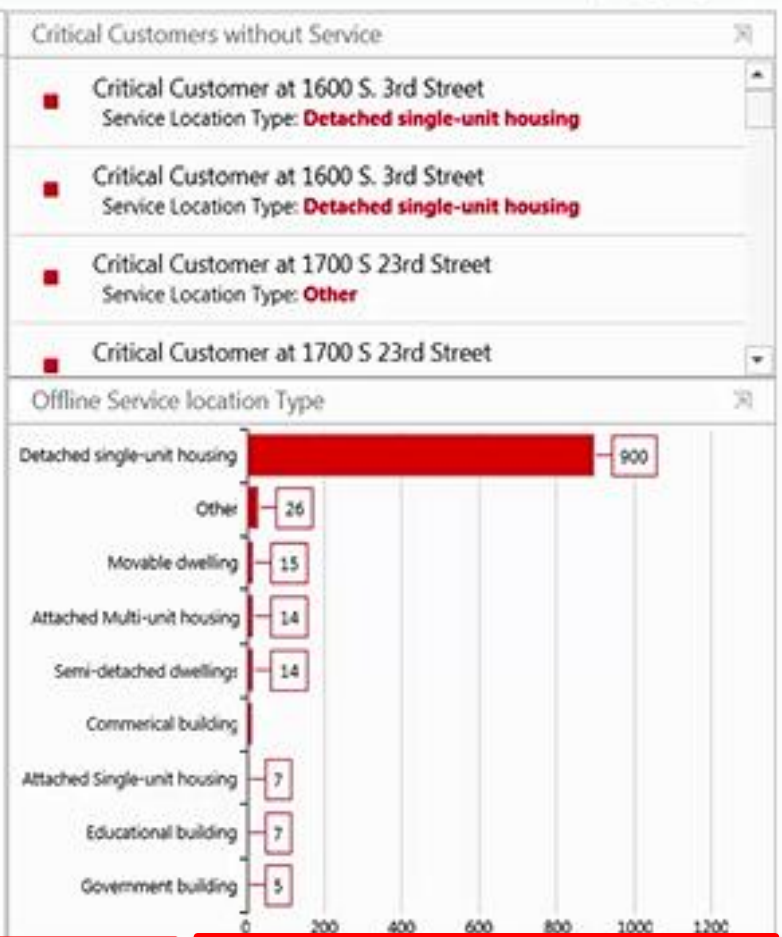 Critical Customers without Service
Critical Customer at 1600 S. 3rd Street
Service Location Type: Detached single-unit housing
Critical Customer at 1600 S. 3rd Street
Service Location Type: Detached single-unit housing
Critical Customer at 1700 S 23rd Street
Service Location Type: Other
Critical Customer at 1700 S 23rd Street
Offline Service location Type
Detached single-unit housing 900
Other 26
Movable dwelling 15
Attached Multi-unit housing 14
Semi-detached dwellings 14
Commerical building
Attached Single-unit housing 7
Educational building 7
Government building 5
0 200 400 600 800 1000 1200